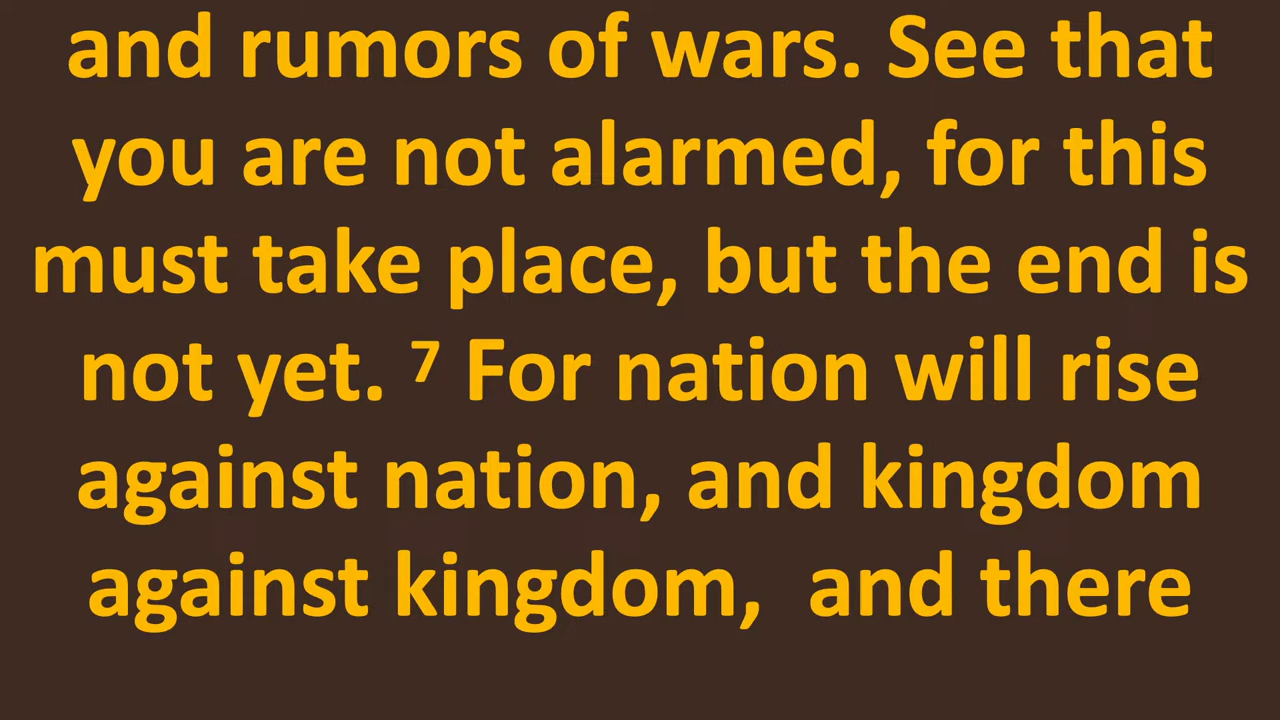 and rumors of wars. See that
you are not alarmed, for this
must take place, but the end is
not yet. ⁷ For nation will rise
against nation, and kingdom
against kingdom,  and there